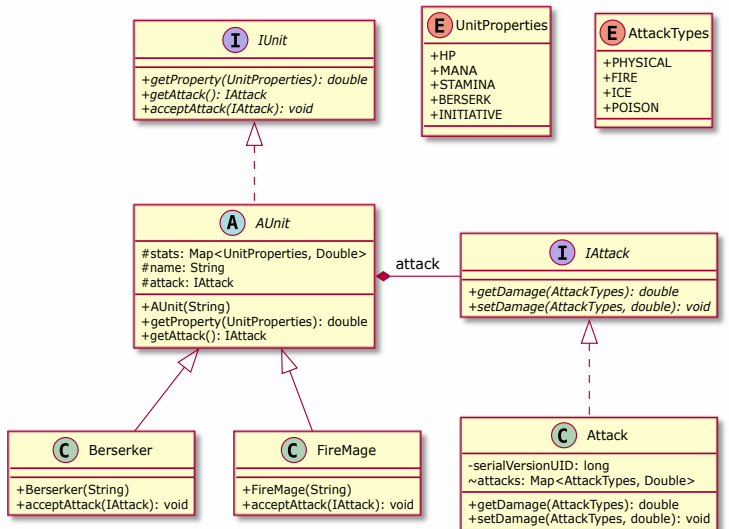 I IUnit
+getProperty(UnitProperties): double
+getAttack(): IAttack
+acceptAttack(IAttack): void
E UnitProperties
+HP
+MANA
+STAMINA
+BERSERK
+INITIATIVE
E AttackTypes
+PHYSICAL
+FIRE
+ICE
+POISON
A AUnit
#stats: Map<UnitProperties, Double>
#name: String
#attack: IAttack
+AUnit(String)
+getProperty(UnitProperties): double
+getAttack(): IAttack
attack
I IAttack
+getDamage(AttackTypes): double
+setDamage(AttackTypes, double): void
C Berserker
+Berserker(String)
+acceptAttack(IAttack): void
C FireMage
+FireMage(String)
+acceptAttack(IAttack): void
C Attack
-serialVersionUID: long
~attacks: Map<AttackTypes, Double>
+getDamage(AttackTypes): double
+setDamage(AttackTypes, double): void